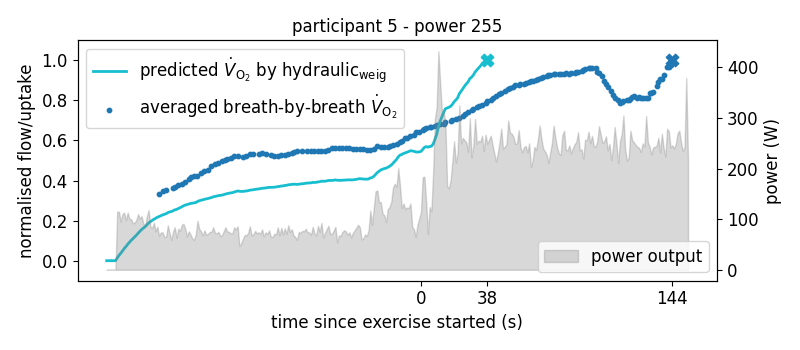 participant 5 - power 255
predicted V̇O₂ by hydraulic_weig
averaged breath-by-breath V̇O₂
normalised flow/uptake
1.0
0.8
0.6
0.4
0.2
0.0
power (W)
400
300
200
100
0
power output
0 38 144
time since exercise started (s)